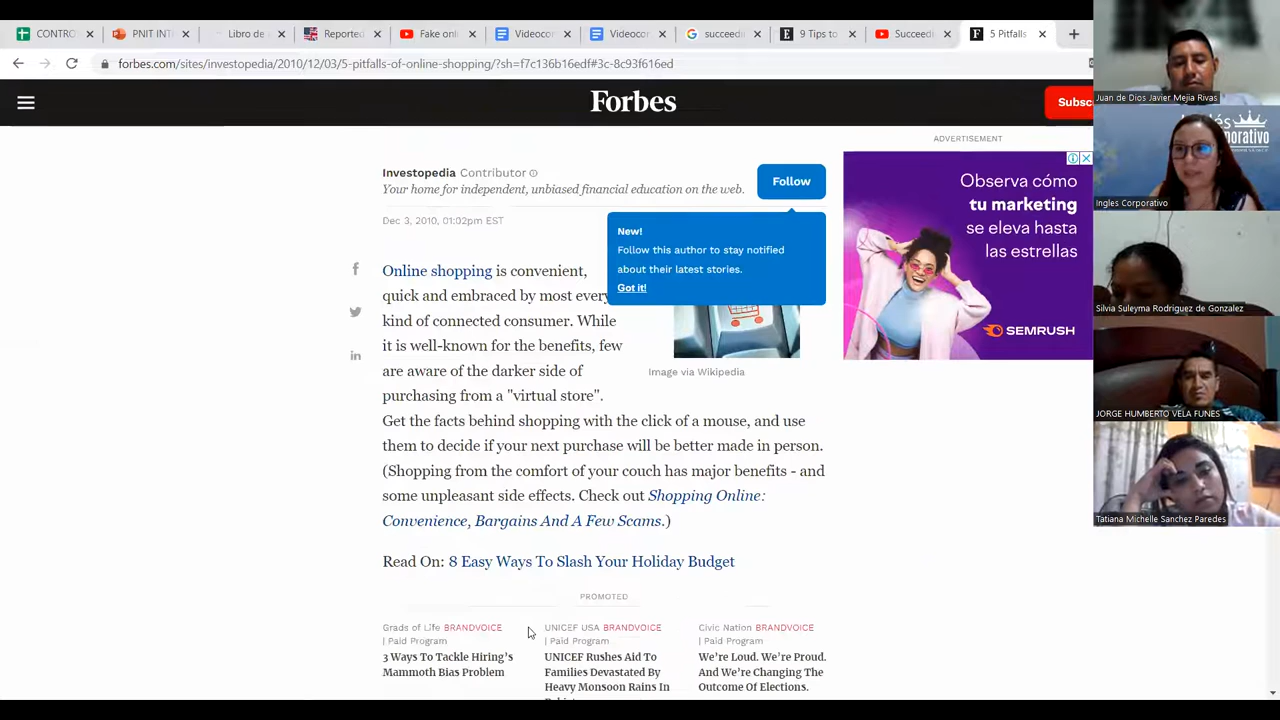 CONTRO
PNIT INT
Libro de
Reported
Fake onl
Videocor
Videocor
succeedi
9 Tips to
Succeed
5 Pitfalls
forbes.com/sites/investopedia/2010/12/03/5-pitfalls-of-online-shopping/?sh=f7c136b16edf#3c-8c93f616ed
Forbes
Subsc
ADVERTISEMENT
Investopedia Contributor
Your home for independent, unbiased financial education on the web.
Follow
Dec 3, 2010, 01:02pm EST
New!
Follow this author to stay notified
about their latest stories.
Got it!
Online shopping is convenient,
quick and embraced by most every
kind of connected consumer. While
it is well-known for the benefits, few
are aware of the darker side of
purchasing from a "virtual store".
Image via Wikipedia
Get the facts behind shopping with the click of a mouse, and use
them to decide if your next purchase will be better made in person.
(Shopping from the comfort of your couch has major benefits - and
some unpleasant side effects. Check out Shopping Online:
Convenience, Bargains And A Few Scams.)
Read On: 8 Easy Ways To Slash Your Holiday Budget
PROMOTED
Grads of Life BRANDVOICE
| Paid Program
3 Ways To Tackle Hiring's
Mammoth Bias Problem
UNICEF USA BRANDVOICE
| Paid Program
UNICEF Rushes Aid To
Families Devastated By
Heavy Monsoon Rains In
Civic Nation BRANDVOICE
| Paid Program
We're Loud. We're Proud.
And We're Changing The
Outcome Of Elections.
Observa cómo
tu marketing
se eleva hasta
las estrellas
SEMRUSH
Juan de Dios Javier Mejia Rivas
Ingles Corporativo
Silvia Suleyma Rodriguez de Gonzalez
JORGE HUMBERTO VELA FUNES
Tatiana Michelle Sanchez Paredes